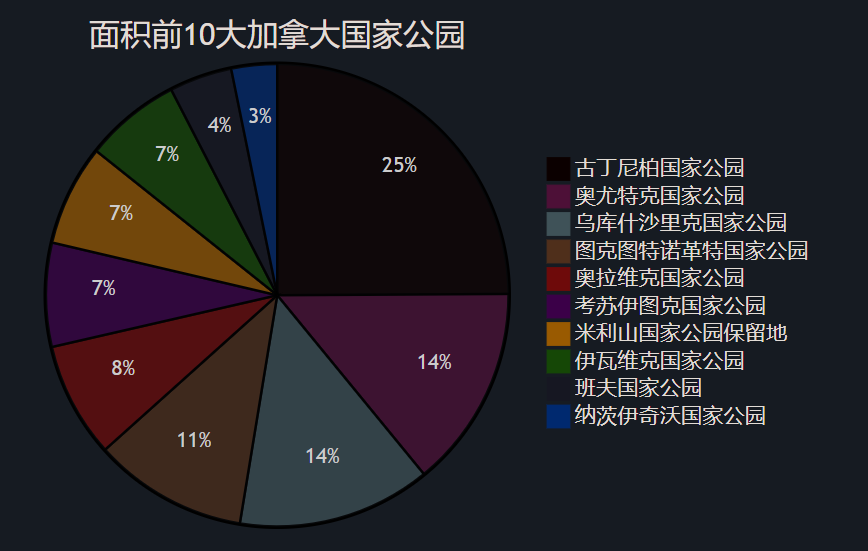 面积前10大加拿大国家公园
25%
14%
14%
11%
8%
7%
7%
7%
4%
3%
古丁尼柏国家公园
奥尤特克国家公园
乌库什沙里克国家公园
图克图特诺革特国家公园
奥拉维克国家公园
考苏伊图克国家公园
米利山国家公园保留地
伊瓦维克国家公园
班夫国家公园
纳茨伊奇沃国家公园